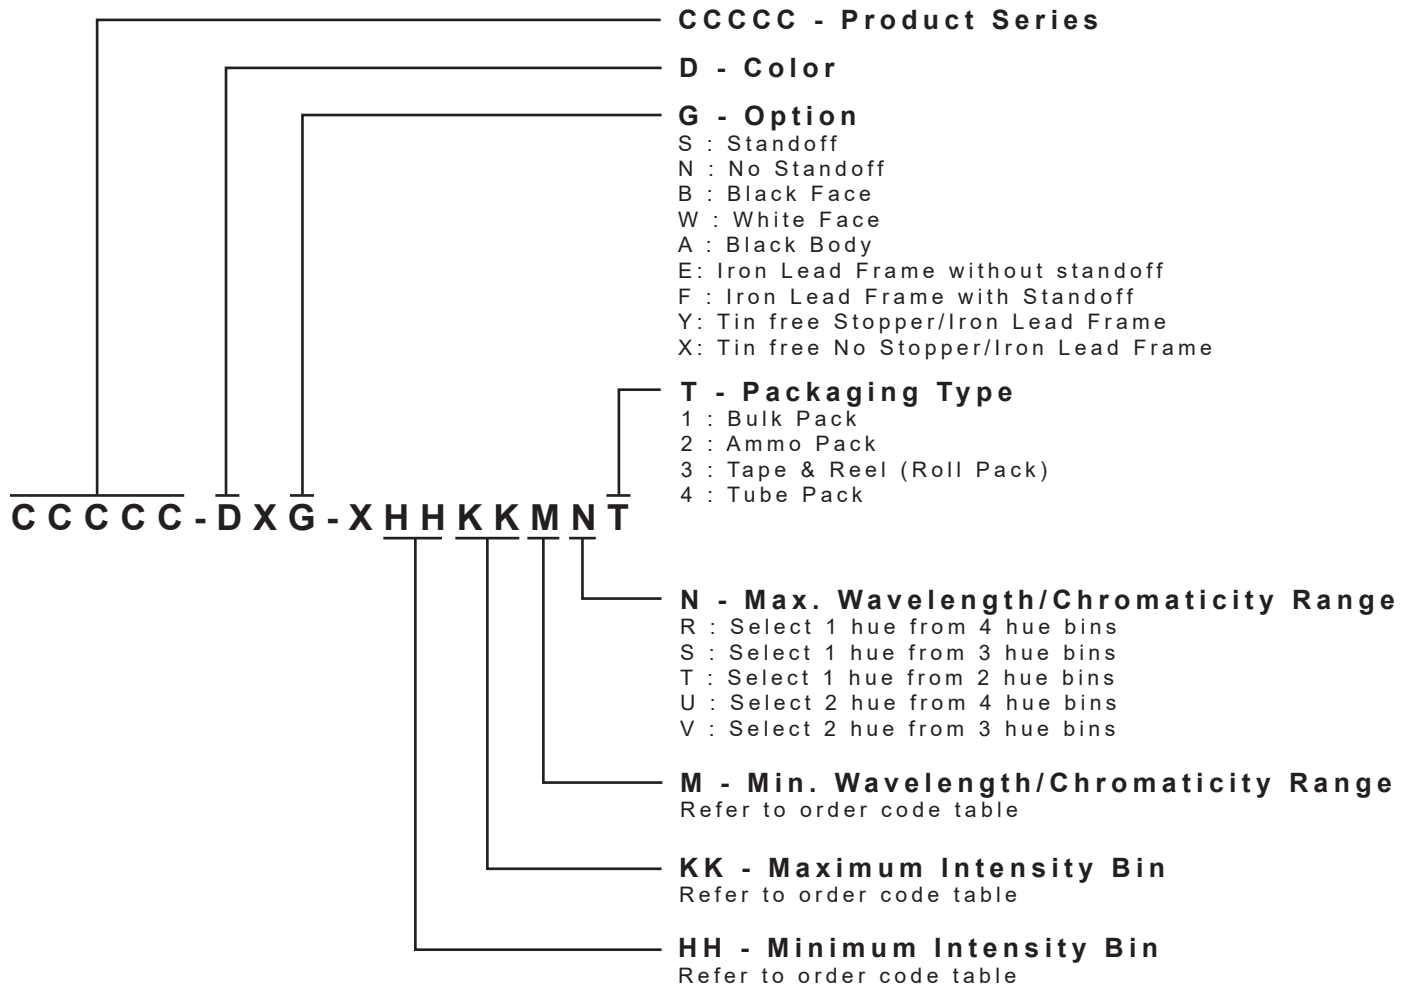 CCCCC - Product Series
D - Color
G - Option
S : Standoff
N : No Standoff
B : Black Face
W : White Face
A : Black Body
E: Iron Lead Frame without standoff
F : Iron Lead Frame with Standoff
Y: Tin free Stopper/Iron Lead Frame
X: Tin free No Stopper/Iron Lead Frame
T - Packaging Type
1 : Bulk Pack
2 : Ammo Pack
3 : Tape & Reel (Roll Pack)
4 : Tube Pack
CCCCC-DXG-XHHKKMNT
N - Max. Wavelength/Chromaticity Range
R : Select 1 hue from 4 hue bins
S : Select 1 hue from 3 hue bins
T : Select 1 hue from 2 hue bins
U : Select 2 hue from 4 hue bins
V : Select 2 hue from 3 hue bins
M - Min. Wavelength/Chromaticity Range
Refer to order code table
KK - Maximum Intensity Bin
Refer to order code table
HH - Minimum Intensity Bin
Refer to order code table